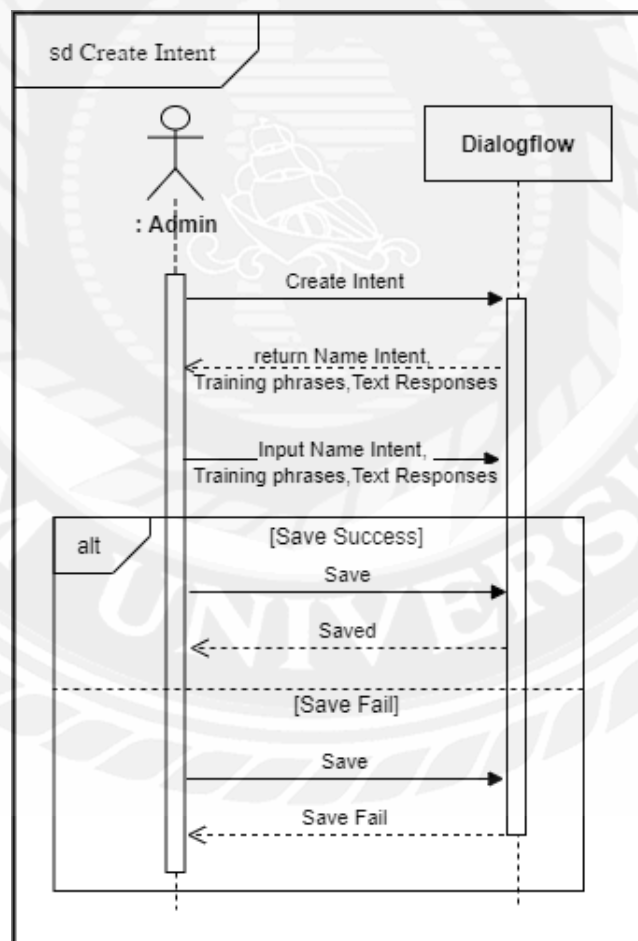 sd Create Intent
Dialogflow
: Admin
Create Intent
return Name Intent,
Training phrases,Text Responses
Input Name Intent,
Training phrases,Text Responses
alt
[Save Success]
Save
Saved
[Save Fail]
Save
Save Fail
UNIVERS